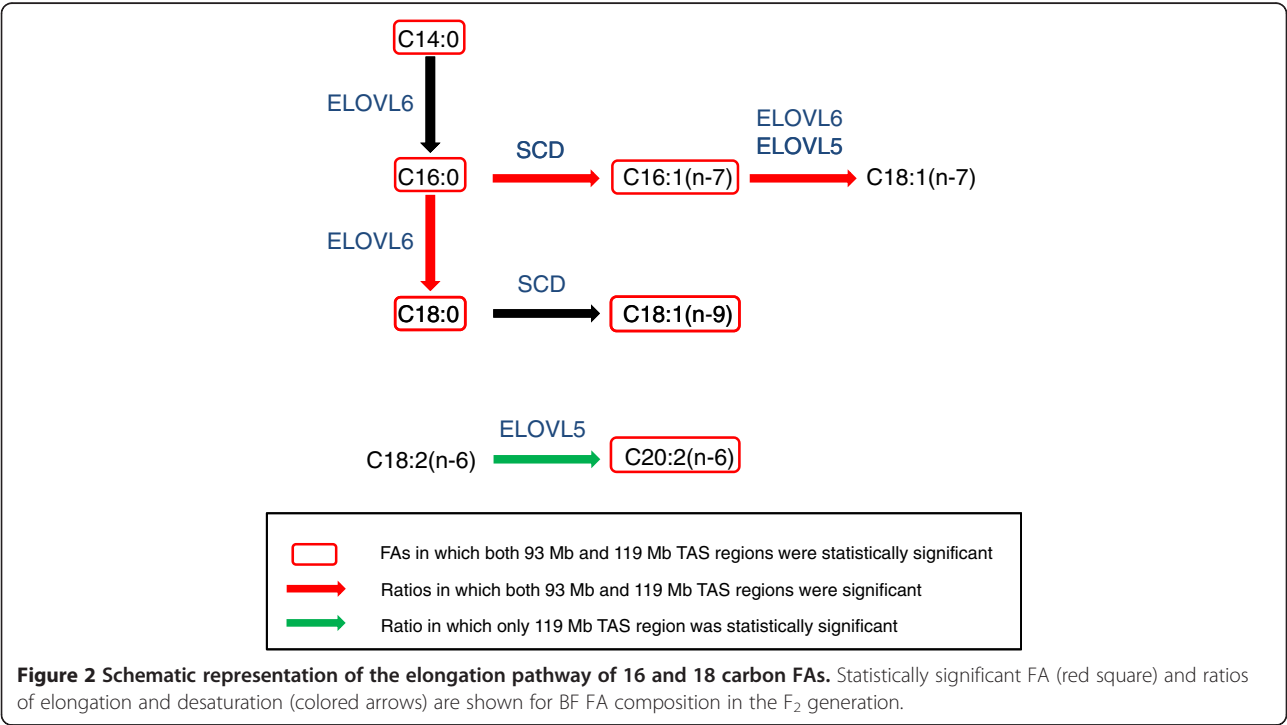 C14:0
ELOVL6
ELOVL6
SCD
ELOVL5
C16:0
C16:1(n-7)
C18:1(n-7)
ELOVL6
SCD
C18:0
C18:1(n-9)
ELOVL5
C18:2(n-6)
C20:2(n-6)
FAs in which both 93 Mb and 119 Mb TAS regions were statistically significant
Ratios in which both 93 Mb and 119 Mb TAS regions were significant
Ratio in which only 119 Mb TAS region was statistically significant
Figure 2 Schematic representation of the elongation pathway of 16 and 18 carbon FAs. Statistically significant FA (red square) and ratios
of elongation and desaturation (colored arrows) are shown for BF FA composition in the F₂ generation.